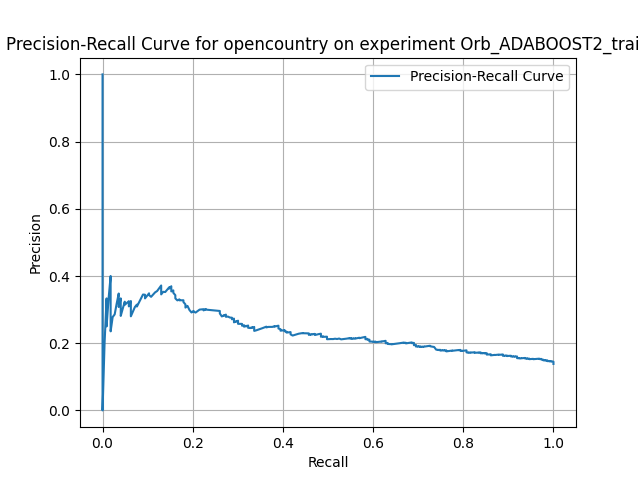 Precision-Recall Curve for opencountry on experiment Orb_ADABOOST2_trai
Precision-Recall Curve
1.0
0.8
0.6
0.4
0.2
0.0
Precision
0.0 0.2 0.4 0.6 0.8 1.0
Recall